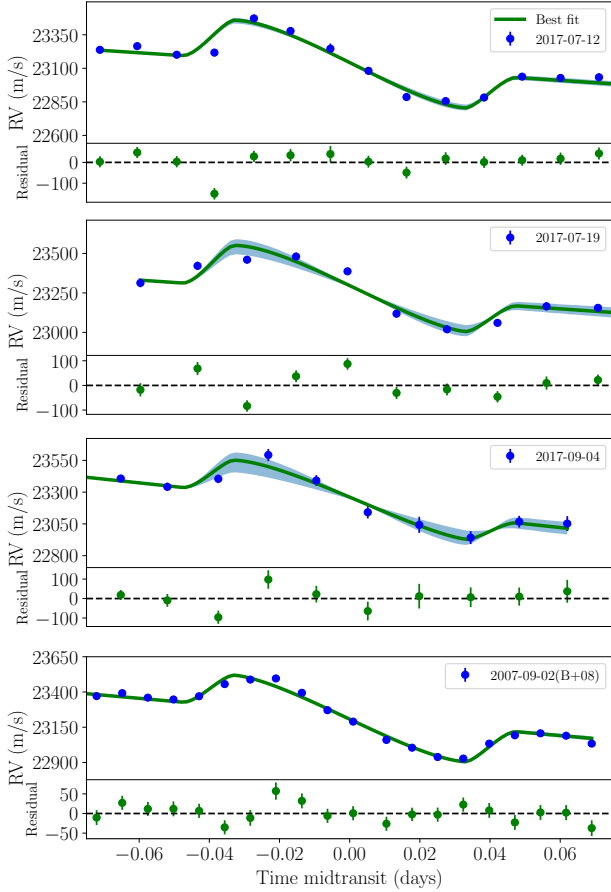 RV (m/s)
23350
23100
22850
22600
Best fit
2017-07-12
Residual
0
−100
RV (m/s)
23500
23250
23000
2017-07-19
Residual
100
0
−100
RV (m/s)
23550
23300
23050
22800
2017-09-04
Residual
100
0
−100
RV (m/s)
23650
23400
23150
22900
2007-09-02(B+08)
Residual
50
0
−50
−0.06 −0.04 −0.02 0.00 0.02 0.04 0.06
Time midtransit (days)